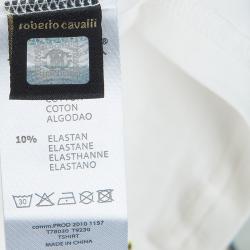 roberto cavalli
COTON
ALGODAO
10% ELASTAN
ELASTANE
ELASTHANNE
ELASTANO
30
MADE IN CHINA
comm.PROD 2010 1157
T78030 T9230
TSHIRT